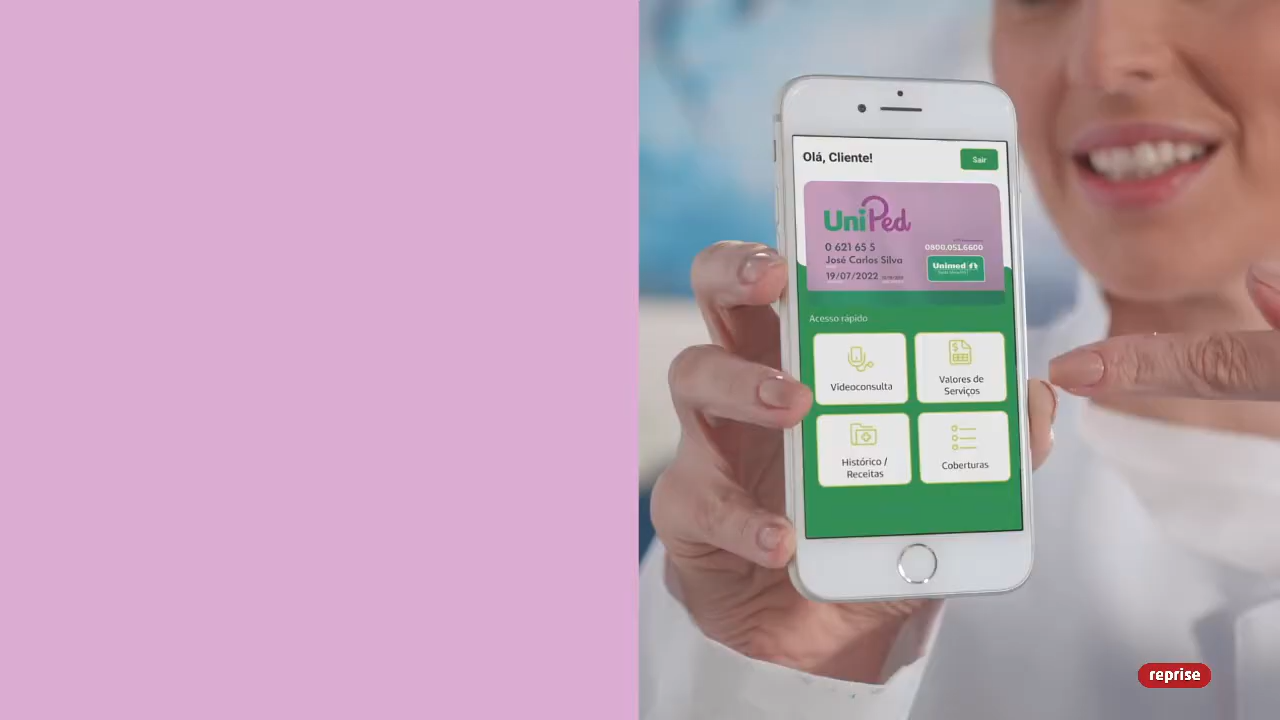 Olá, Cliente!
Sair
UniPed
0 621 65 5
0800.051.6600
José Carlos Silva
Unimed
19/07/2022
Acesso rápido
Videoconsulta
Valores de
Serviços
Histórico /
Receitas
Coberturas
reprise